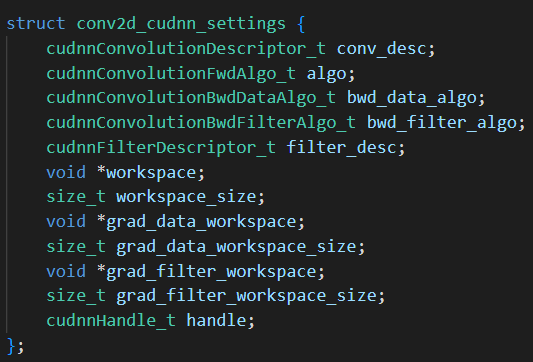 struct conv2d_cudnn_settings {
    cudnnConvolutionDescriptor_t conv_desc;
    cudnnConvolutionFwdAlgo_t algo;
    cudnnConvolutionBwdDataAlgo_t bwd_data_algo;
    cudnnConvolutionBwdFilterAlgo_t bwd_filter_algo;
    cudnnFilterDescriptor_t filter_desc;
    void *workspace;
    size_t workspace_size;
    void *grad_data_workspace;
    size_t grad_data_workspace_size;
    void *grad_filter_workspace;
    size_t grad_filter_workspace_size;
    cudnnHandle_t handle;
};